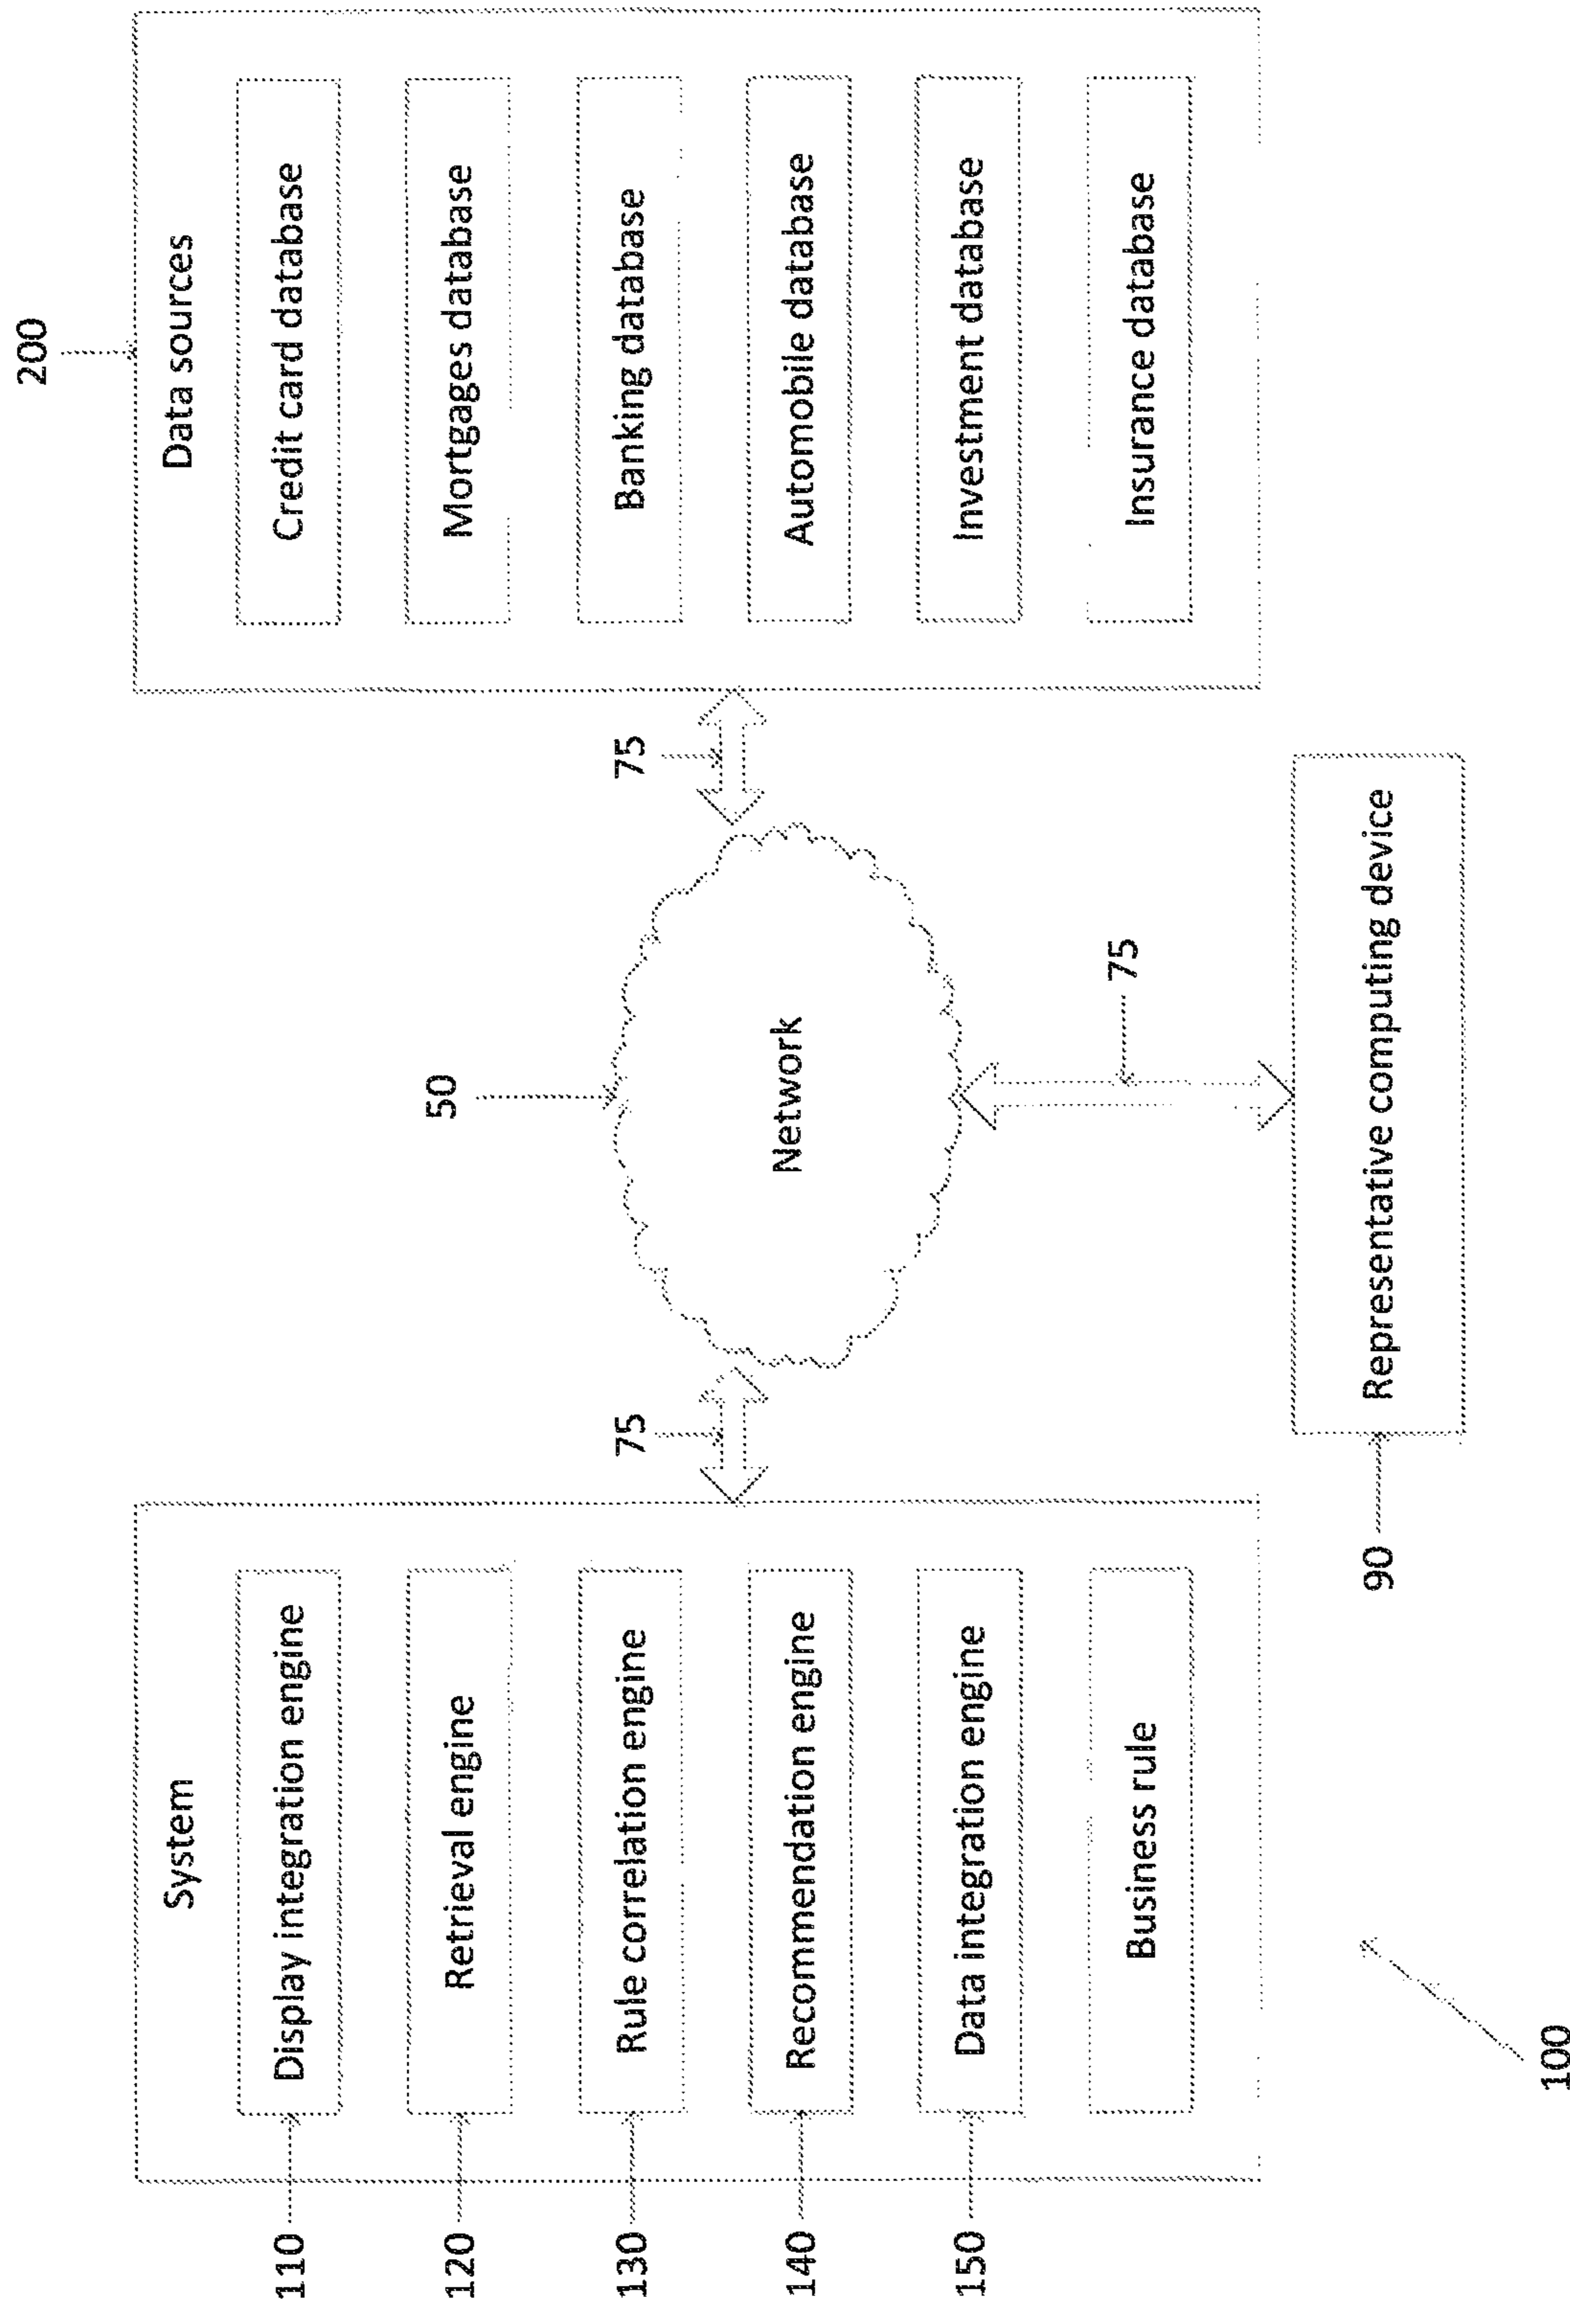 System
110
Display integration engine
120
Retrieval engine
130
Rule correlation engine
140
Recommendation engine
150
Data integration engine
Business rule
100
75
50
Network
75
75
90
Representative computing device
200
Data sources
Credit card database
Mortgages database
Banking database
Automobile database
Investment database
Insurance database